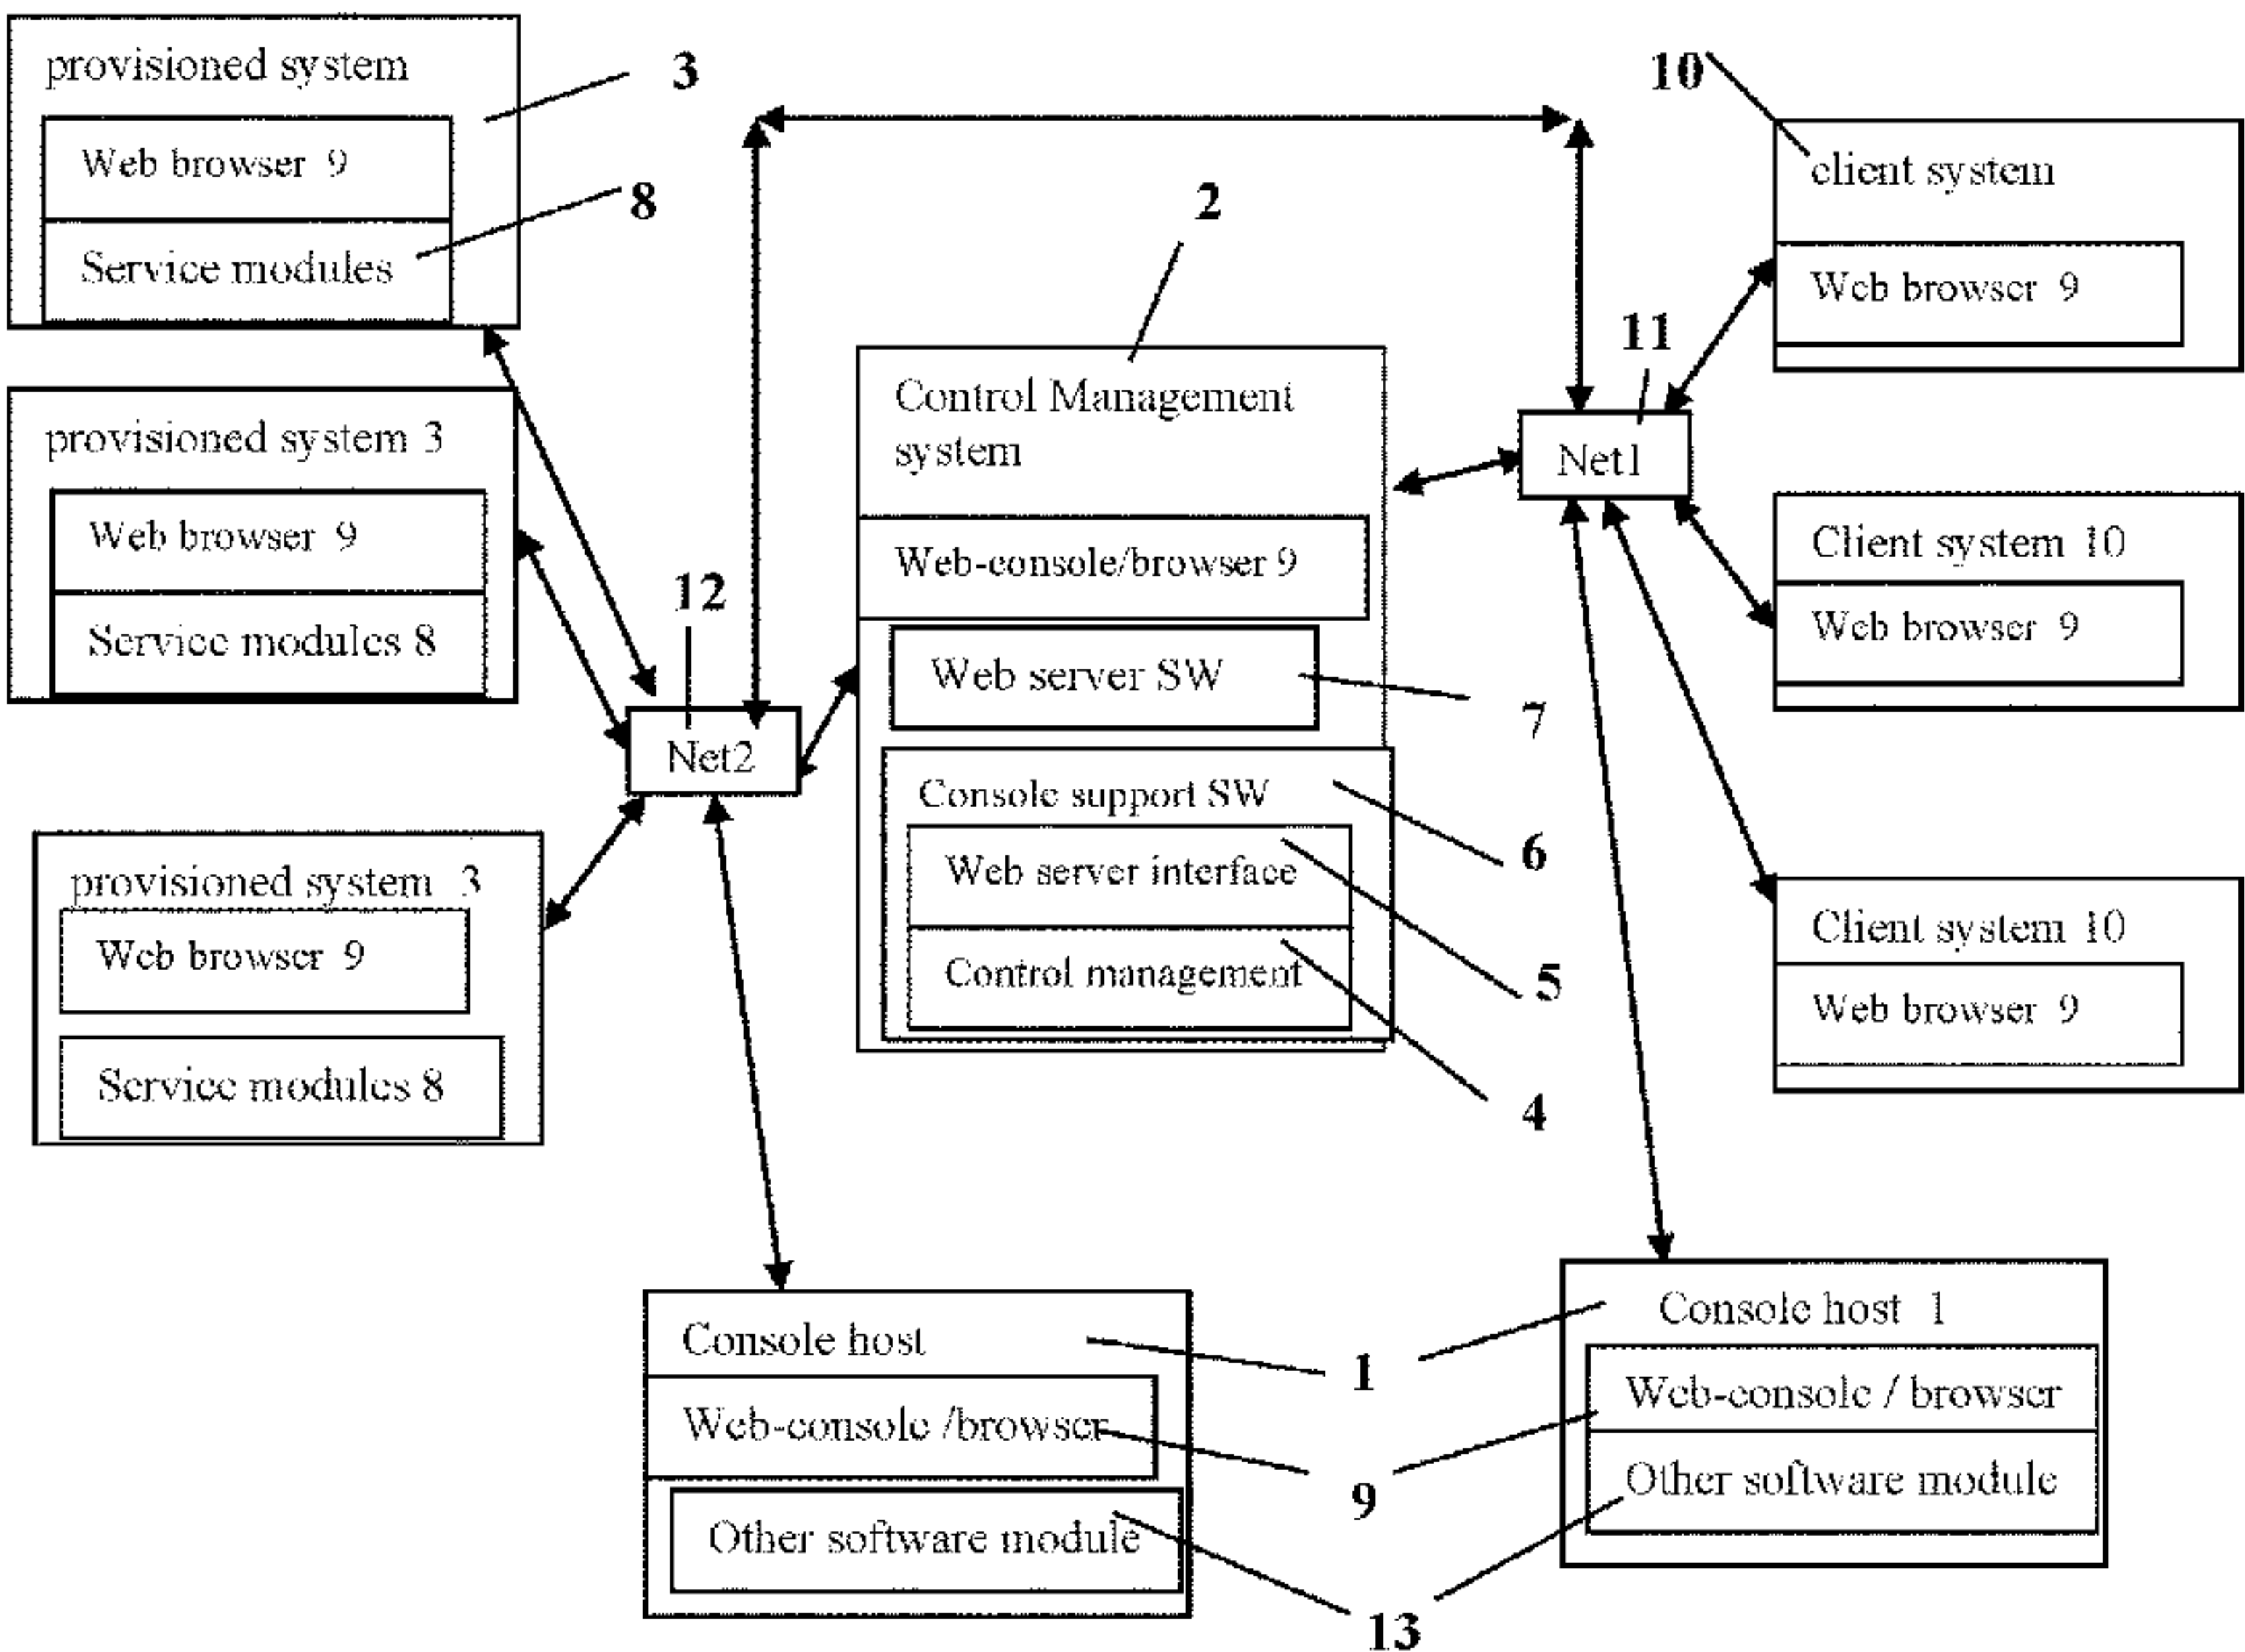 provisioned system
3
Web browser 9
8
Service modules
provisioned system 3
Web browser 9
Service modules 8
provisioned system 3
Web browser 9
Service modules 8
12
Net2
2
Control Management
system
Web-console/browser 9
Web server SW
7
Console support SW
6
Web server interface
5
Control management
4
10
client system
Web browser 9
11
Net1
Client system 10
Web browser 9
Client system 10
Web browser 9
Console host
1
Web-console /browser
9
Other software module
13
Console host 1
Web-console / browser
Other software module